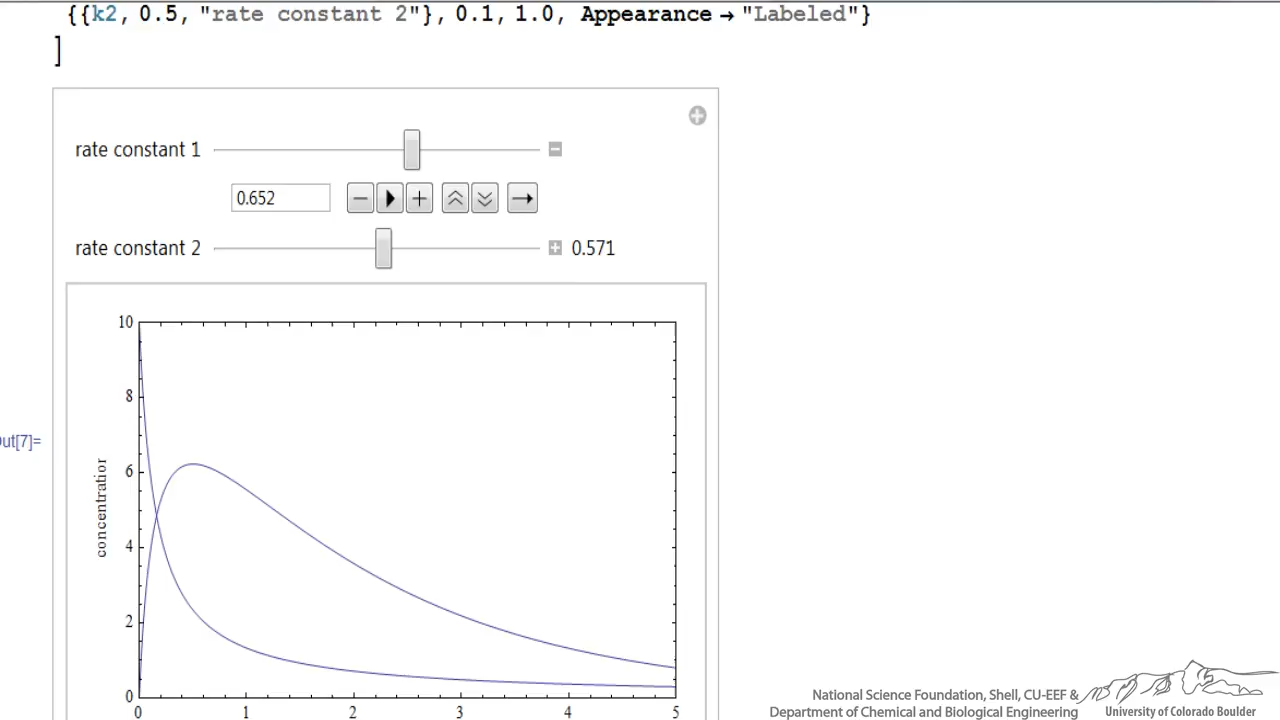 {{k2, 0.5, "rate constant 2"}, 0.1, 1.0, Appearance → "Labeled"}
]
rate constant 1
0.652
rate constant 2 0.571
10
8
6
4
2
0
concentration
0 1 2 3 4 5
Out[7]=
National Science Foundation, Shell, CU-EEF &
Department of Chemical and Biological Engineering
University of Colorado Boulder